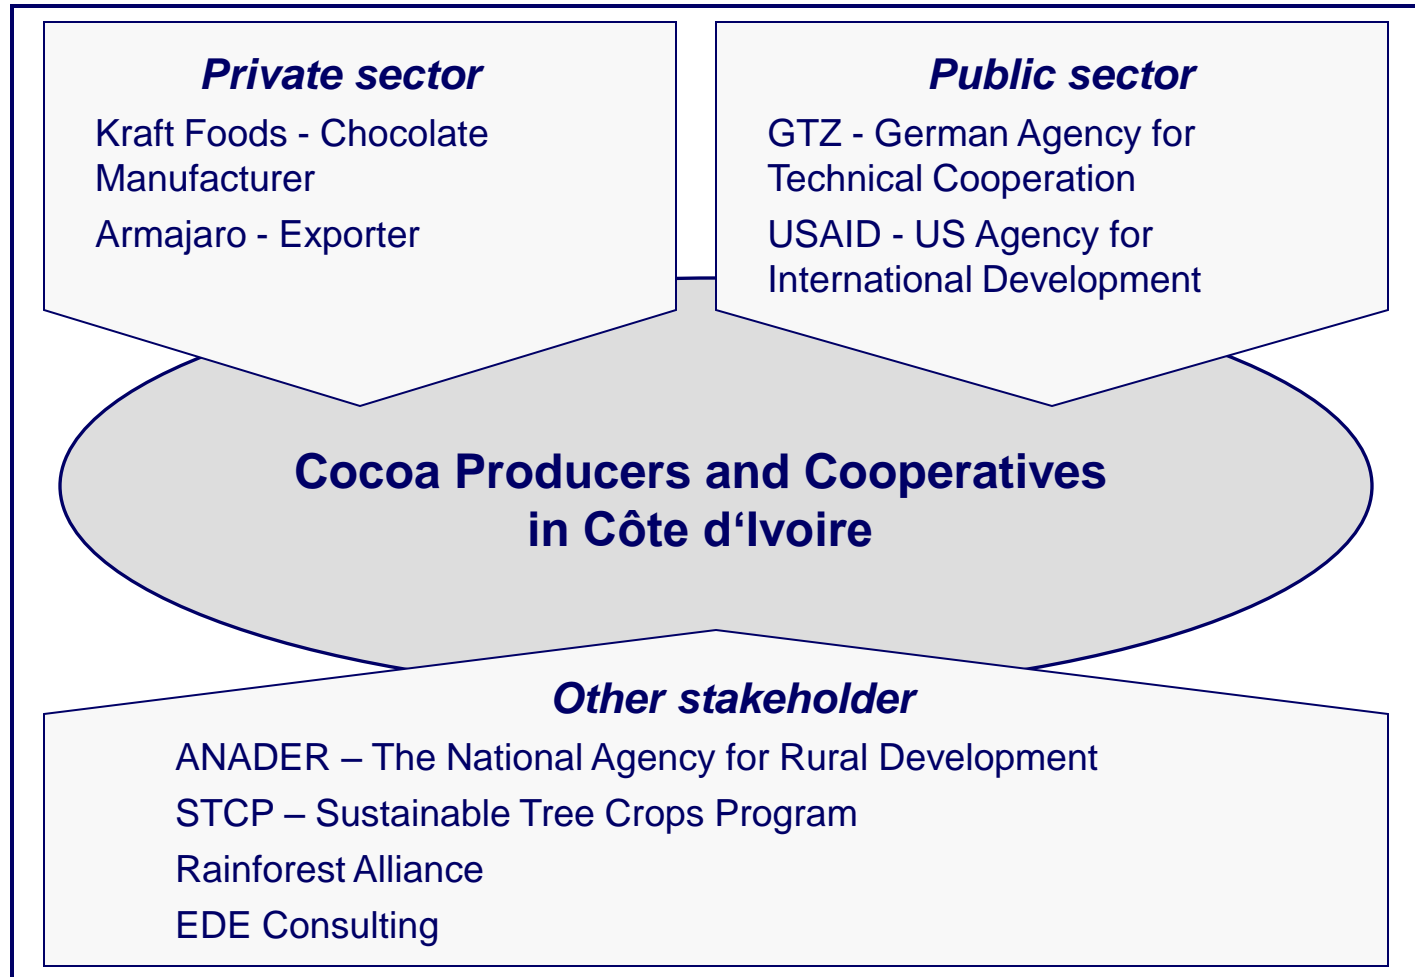 Private sector
Kraft Foods - Chocolate
Manufacturer
Armajaro - Exporter
Public sector
GTZ - German Agency for
Technical Cooperation
USAID - US Agency for
International Development
Cocoa Producers and Cooperatives
in Côte d‘Ivoire
Other stakeholder
ANADER – The National Agency for Rural Development
STCP – Sustainable Tree Crops Program
Rainforest Alliance
EDE Consulting